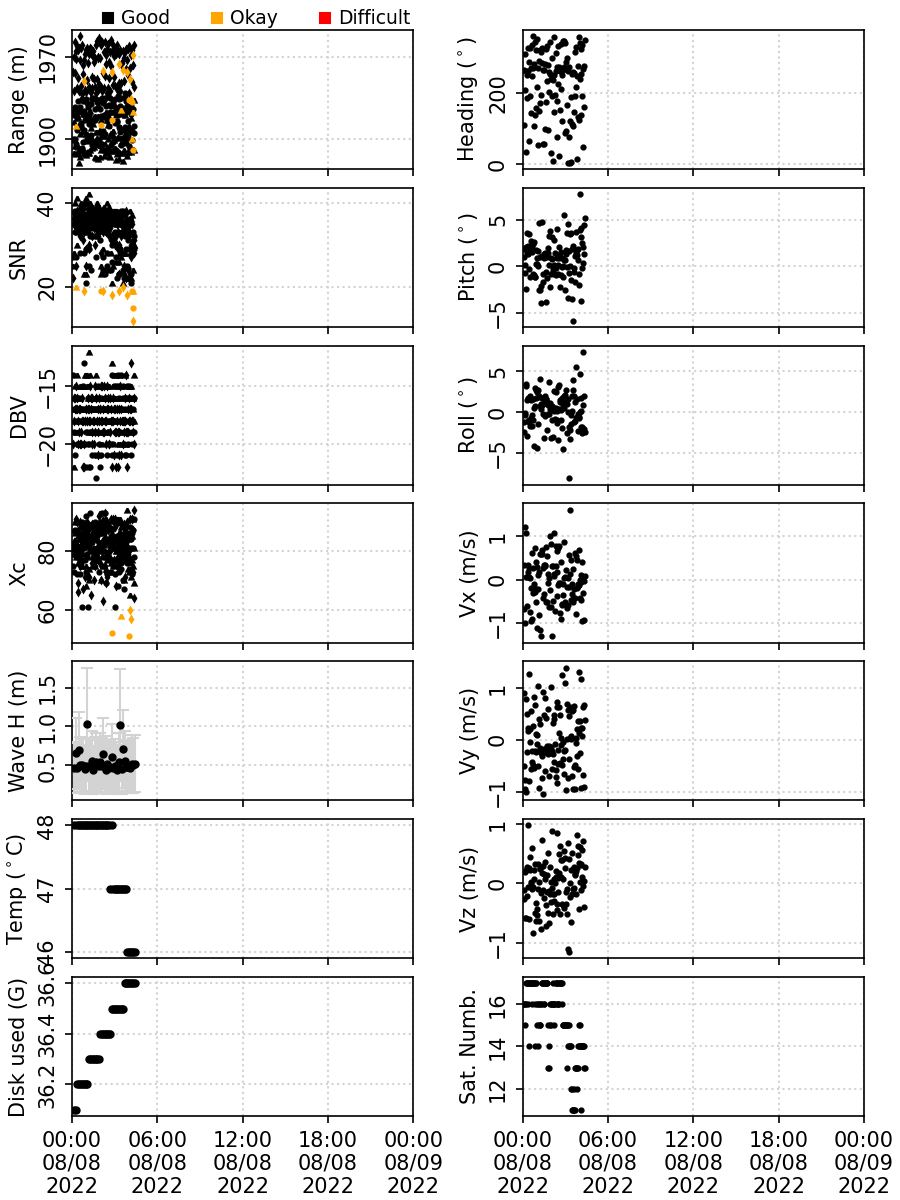 Good Okay Difficult
Range (m)
1970
1900
Heading (°)
200
0
SNR
40
20
Pitch (°)
5
0
−5
DBV
−15
−20
Roll (°)
5
0
−5
Xc
80
60
Vx (m/s)
1
0
−1
Wave H (m)
1.5
1.0
0.5
Vy (m/s)
1
0
−1
Temp (°C)
48
47
46
Vz (m/s)
1
0
−1
Disk used (G)
36.6
36.4
36.2
Sat. Numb.
16
14
12
00:00 06:00 12:00 18:00 00:00
08/08 08/08 08/08 08/08 08/09
2022 2022 2022 2022 2022
00:00 06:00 12:00 18:00 00:00
08/08 08/08 08/08 08/08 08/09
2022 2022 2022 2022 2022